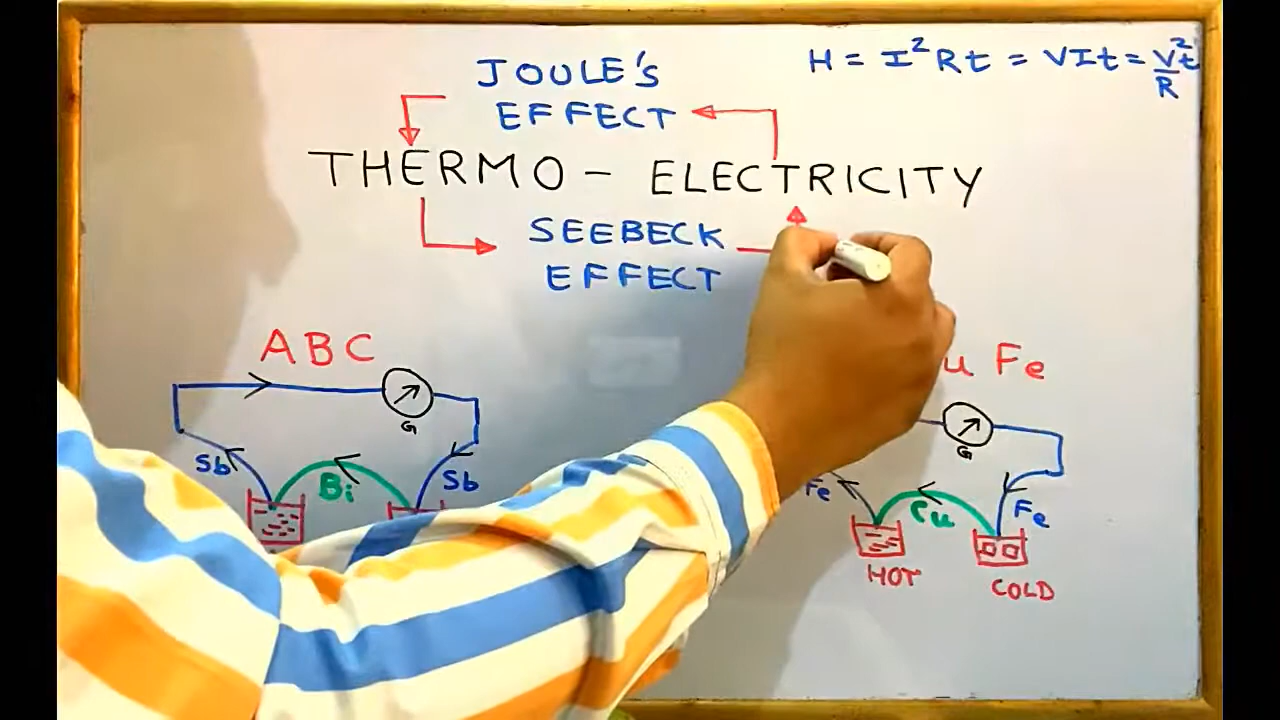 H = I²Rt = VIt = V²t/R
JOULE'S
EFFECT
THERMO - ELECTRICITY
SEEBECK
EFFECT
ABC
G
Sb
Bi
Sb
Fe
G
Fe
Cu
Fe
HOT
COLD